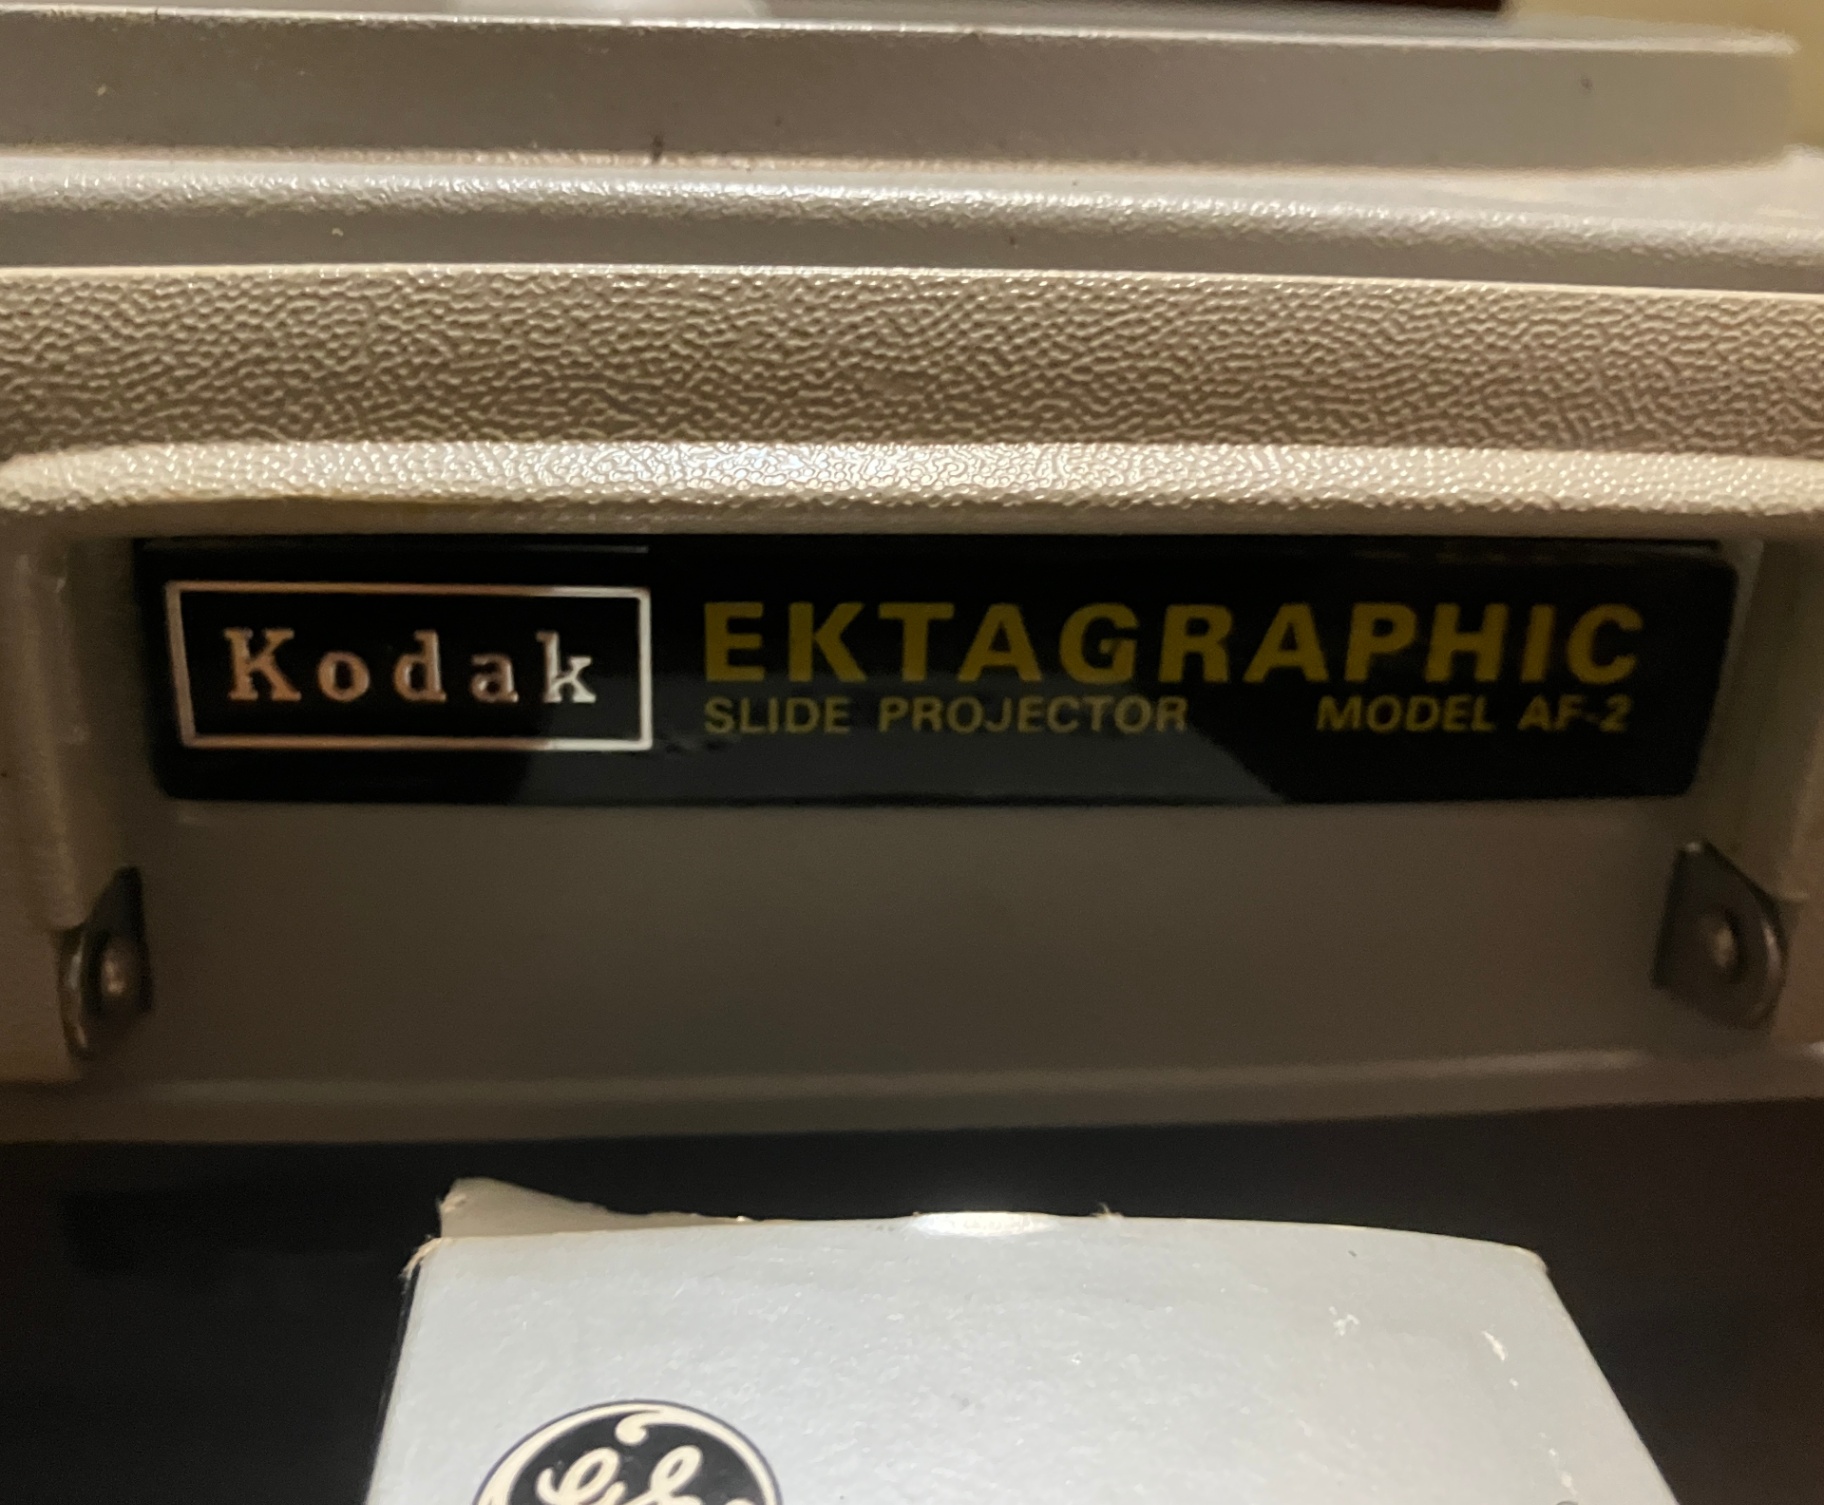 Kodak
EKTAGRAPHIC
SLIDE PROJECTOR MODEL AF-2